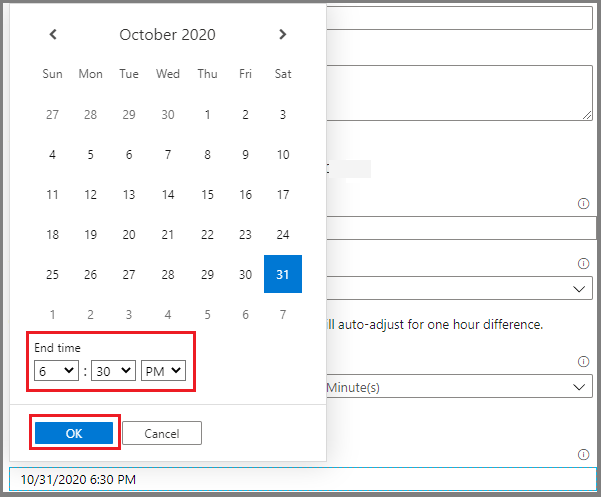 October 2020
Sun Mon Tue Wed Thu Fri Sat
27 28 29 30 1 2 3
4 5 6 7 8 9 10
11 12 13 14 15 16 17
18 19 20 21 22 23 24
25 26 27 28 29 30 31
1 2 3 4 5 6 7
ll auto-adjust for one hour difference.
End time
6 : 30 PM
Minute(s)
OK Cancel
10/31/2020 6:30 PM